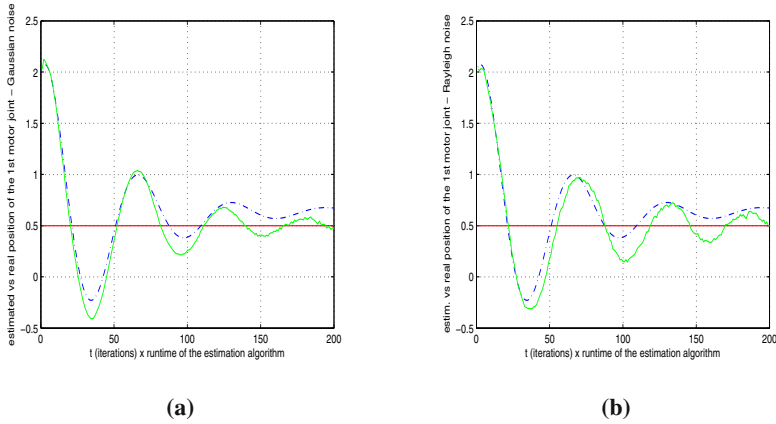 estimated vs real position of the 1st motor joint − Gaussian noise
2.5
2
1.5
1
0.5
0
−0.5
0 50 100 150 200
t (iterations) x runtime of the estimation algorithm
(a)
estim. vs real position of the 1st motor joint − Rayleigh noise
2.5
2
1.5
1
0.5
0
−0.5
0 50 100 150 200
t (iterations) x runtime of the estimation algorithm
(b)